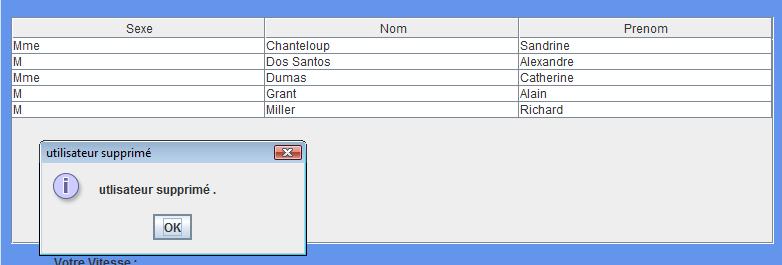 Sexe Nom Prenom
Mme Chanteloup Sandrine
M Dos Santos Alexandre
Mme Dumas Catherine
M Grant Alain
M Miller Richard
utilisateur supprimé
utlisateur supprimé .
OK
Votre Vitesse :